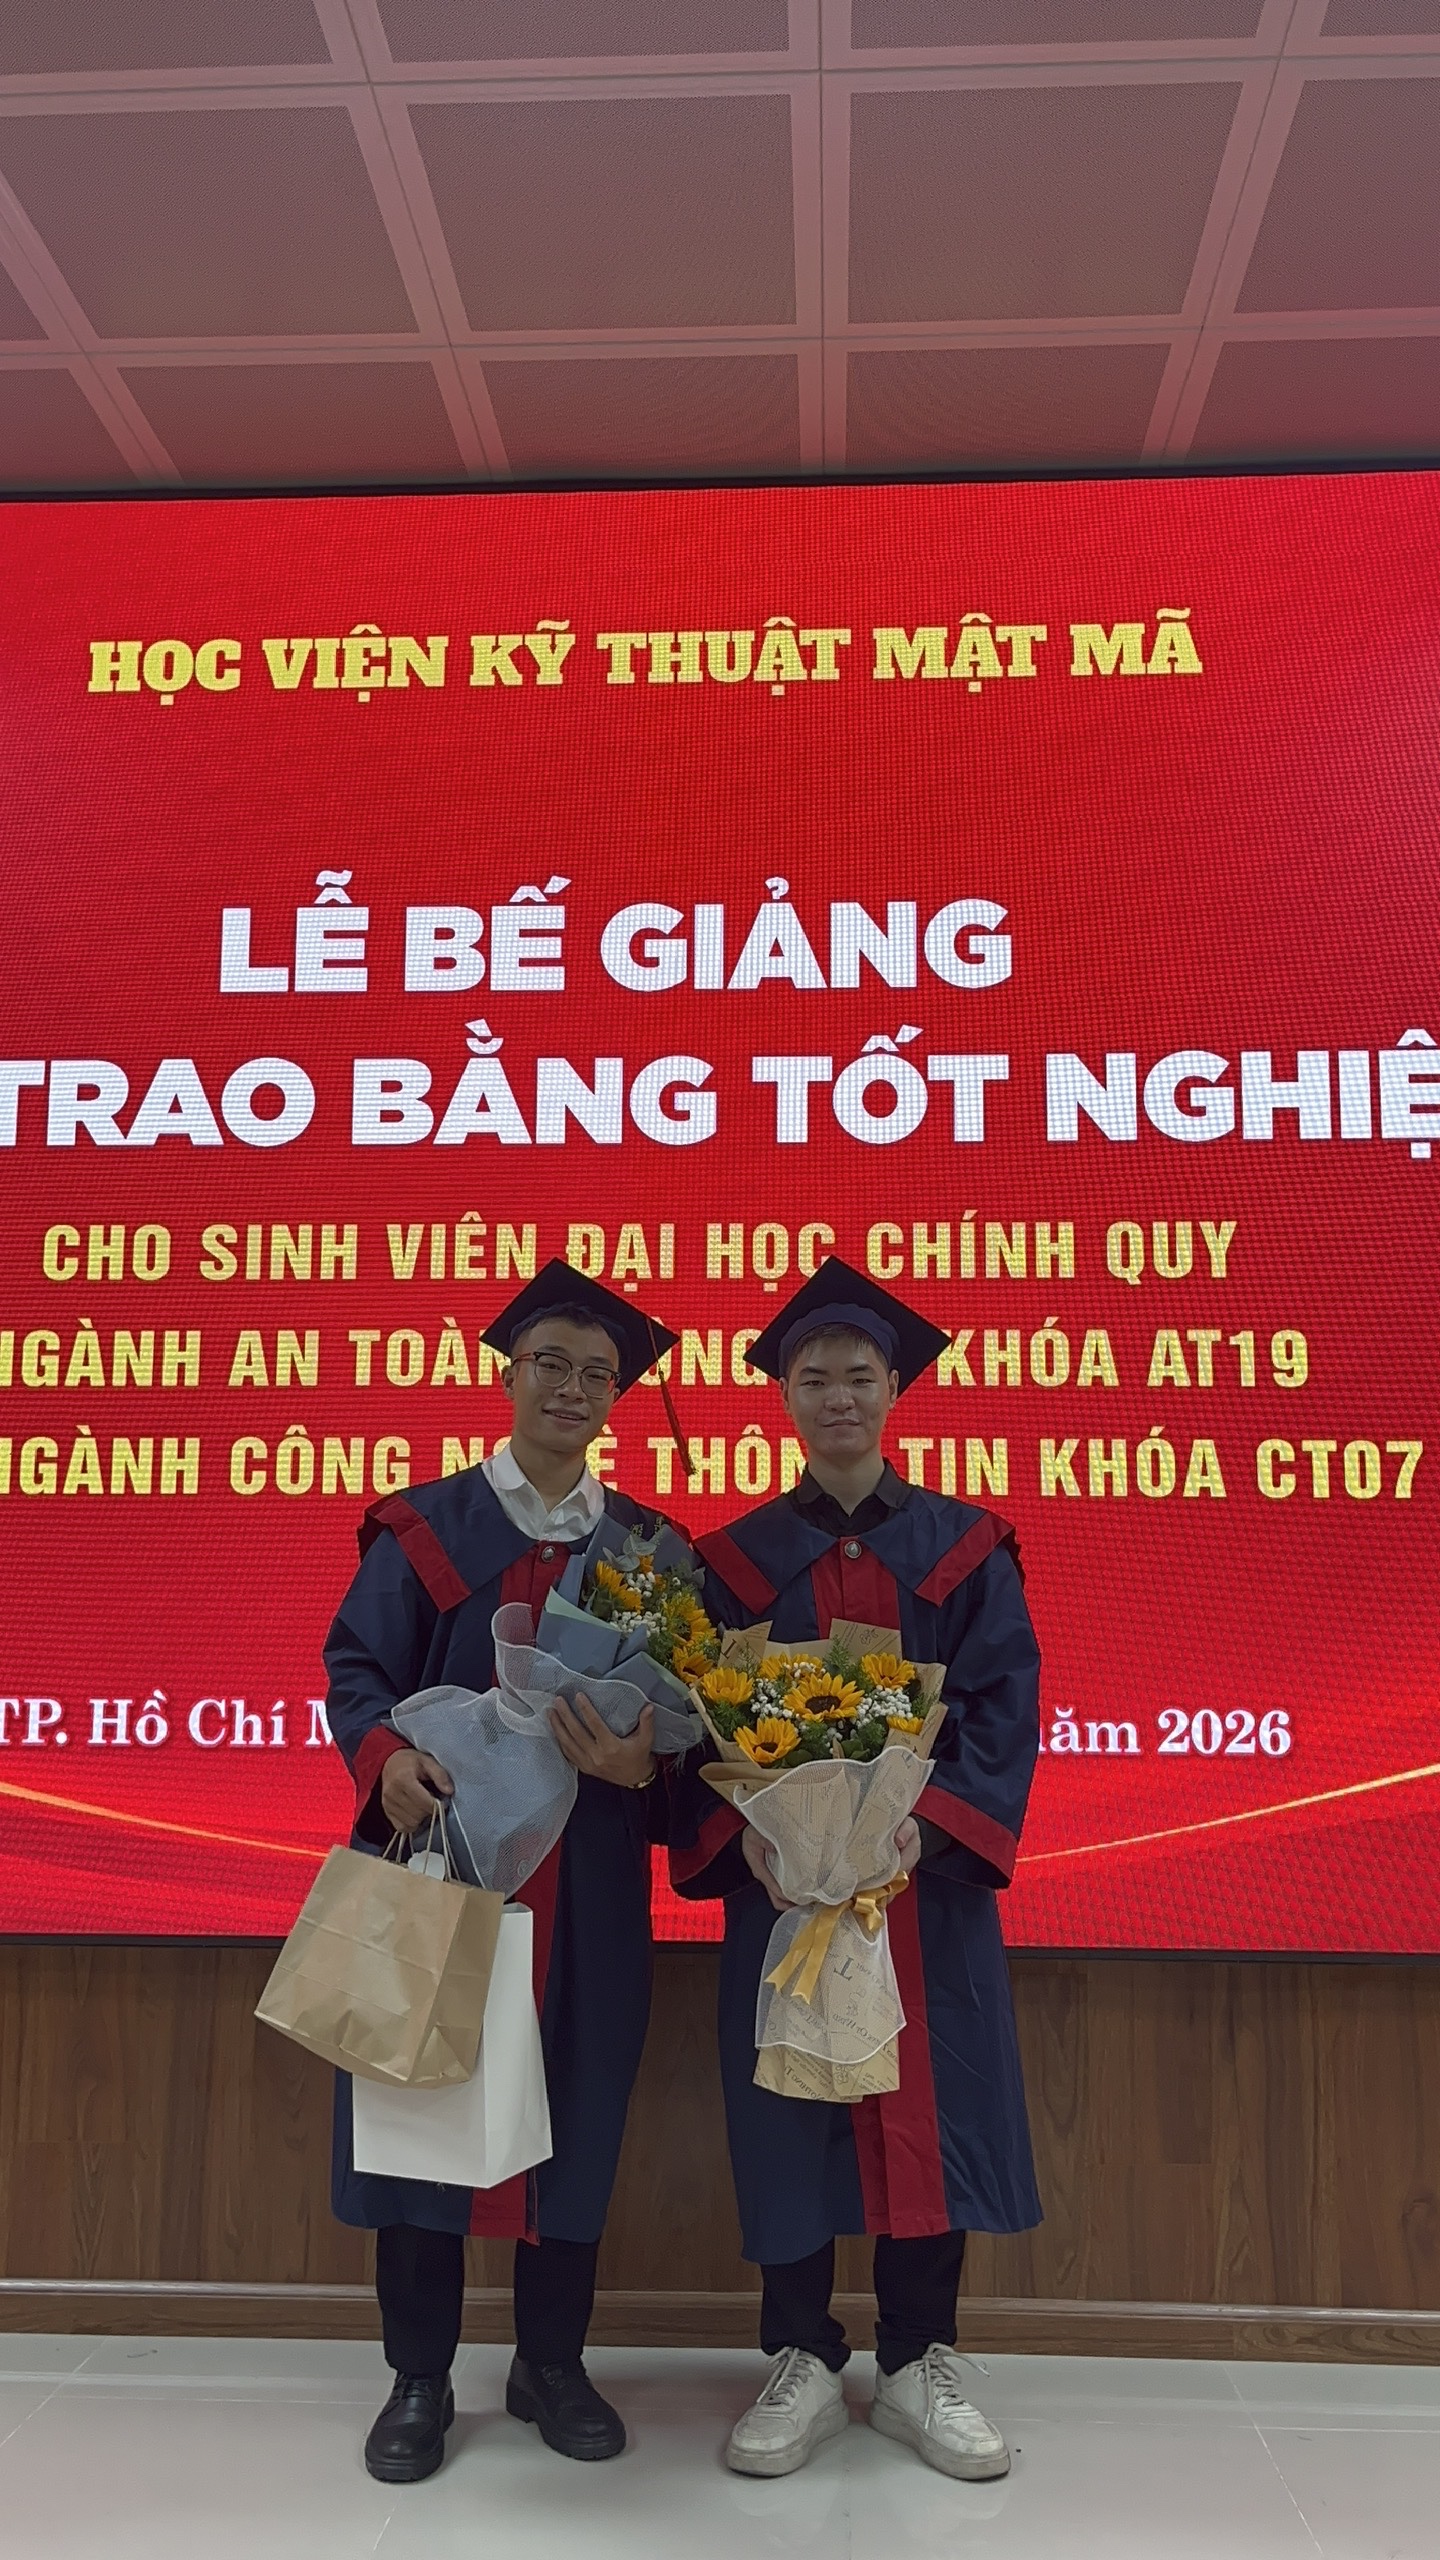 HỌC VIỆN KỸ THUẬT MẬT MÃ
LỄ BẾ GIẢNG
TRAO BẰNG TỐT NGHIỆ
CHO SINH VIÊN ĐẠI HỌC CHÍNH QUY
NGÀNH AN TOÀN KHÓA AT19
NGÀNH CÔNG THÔNG TIN KHÓA CT07
TP. Hồ Chí năm 2026